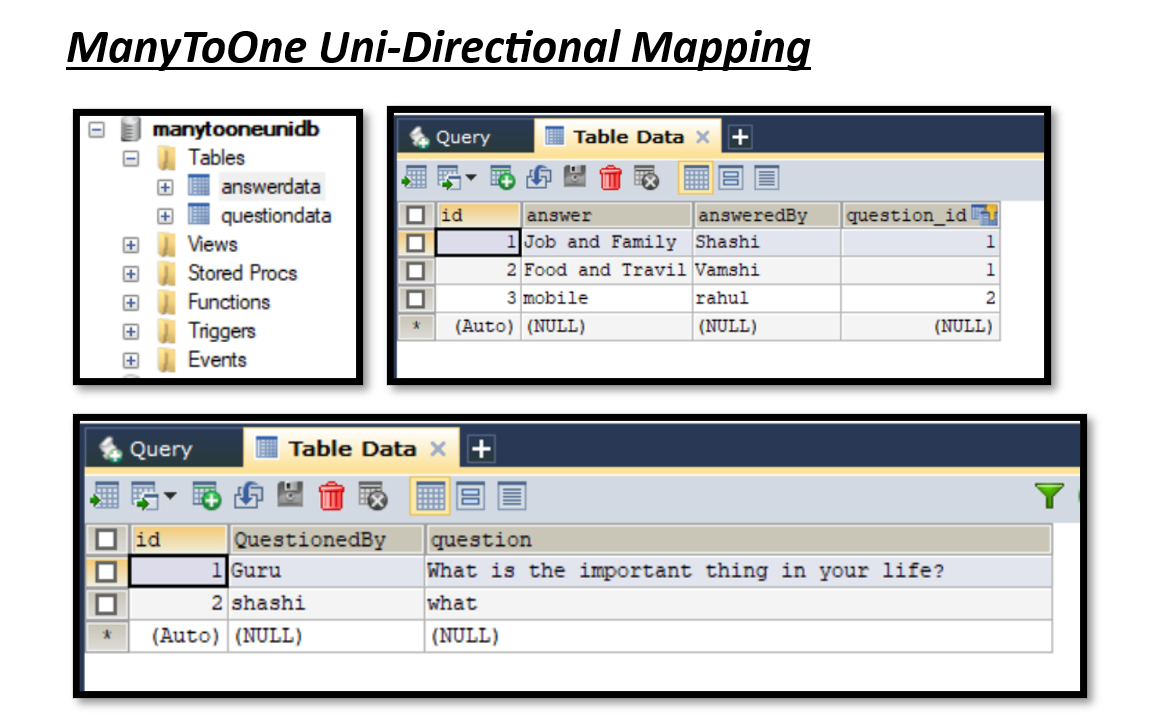 ManyToOne Uni-Directional Mapping
manytooneunidb
Tables
answerdata
questiondata
Views
Stored Procs
Functions
Triggers
Events
Query Table Data
id answer answeredBy question_id
1 Job and Family Shashi 1
2 Food and Travil Vamshi 1
3 mobile rahul 2
* (Auto) (NULL) (NULL) (NULL)
Query Table Data
id QuestionedBy question
1 Guru What is the important thing in your life?
2 shashi what
* (Auto) (NULL) (NULL)